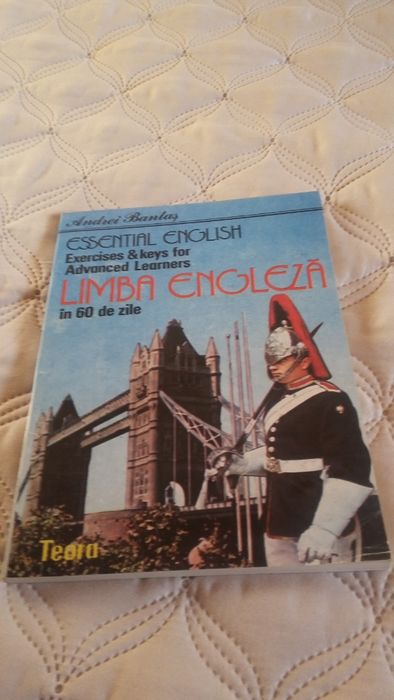 Andrei Bantaş
ESSENTIAL ENGLISH
Exercises & keys for
Advanced Learners
LIMBA ENGLEZĂ
în 60 de zile
Teora